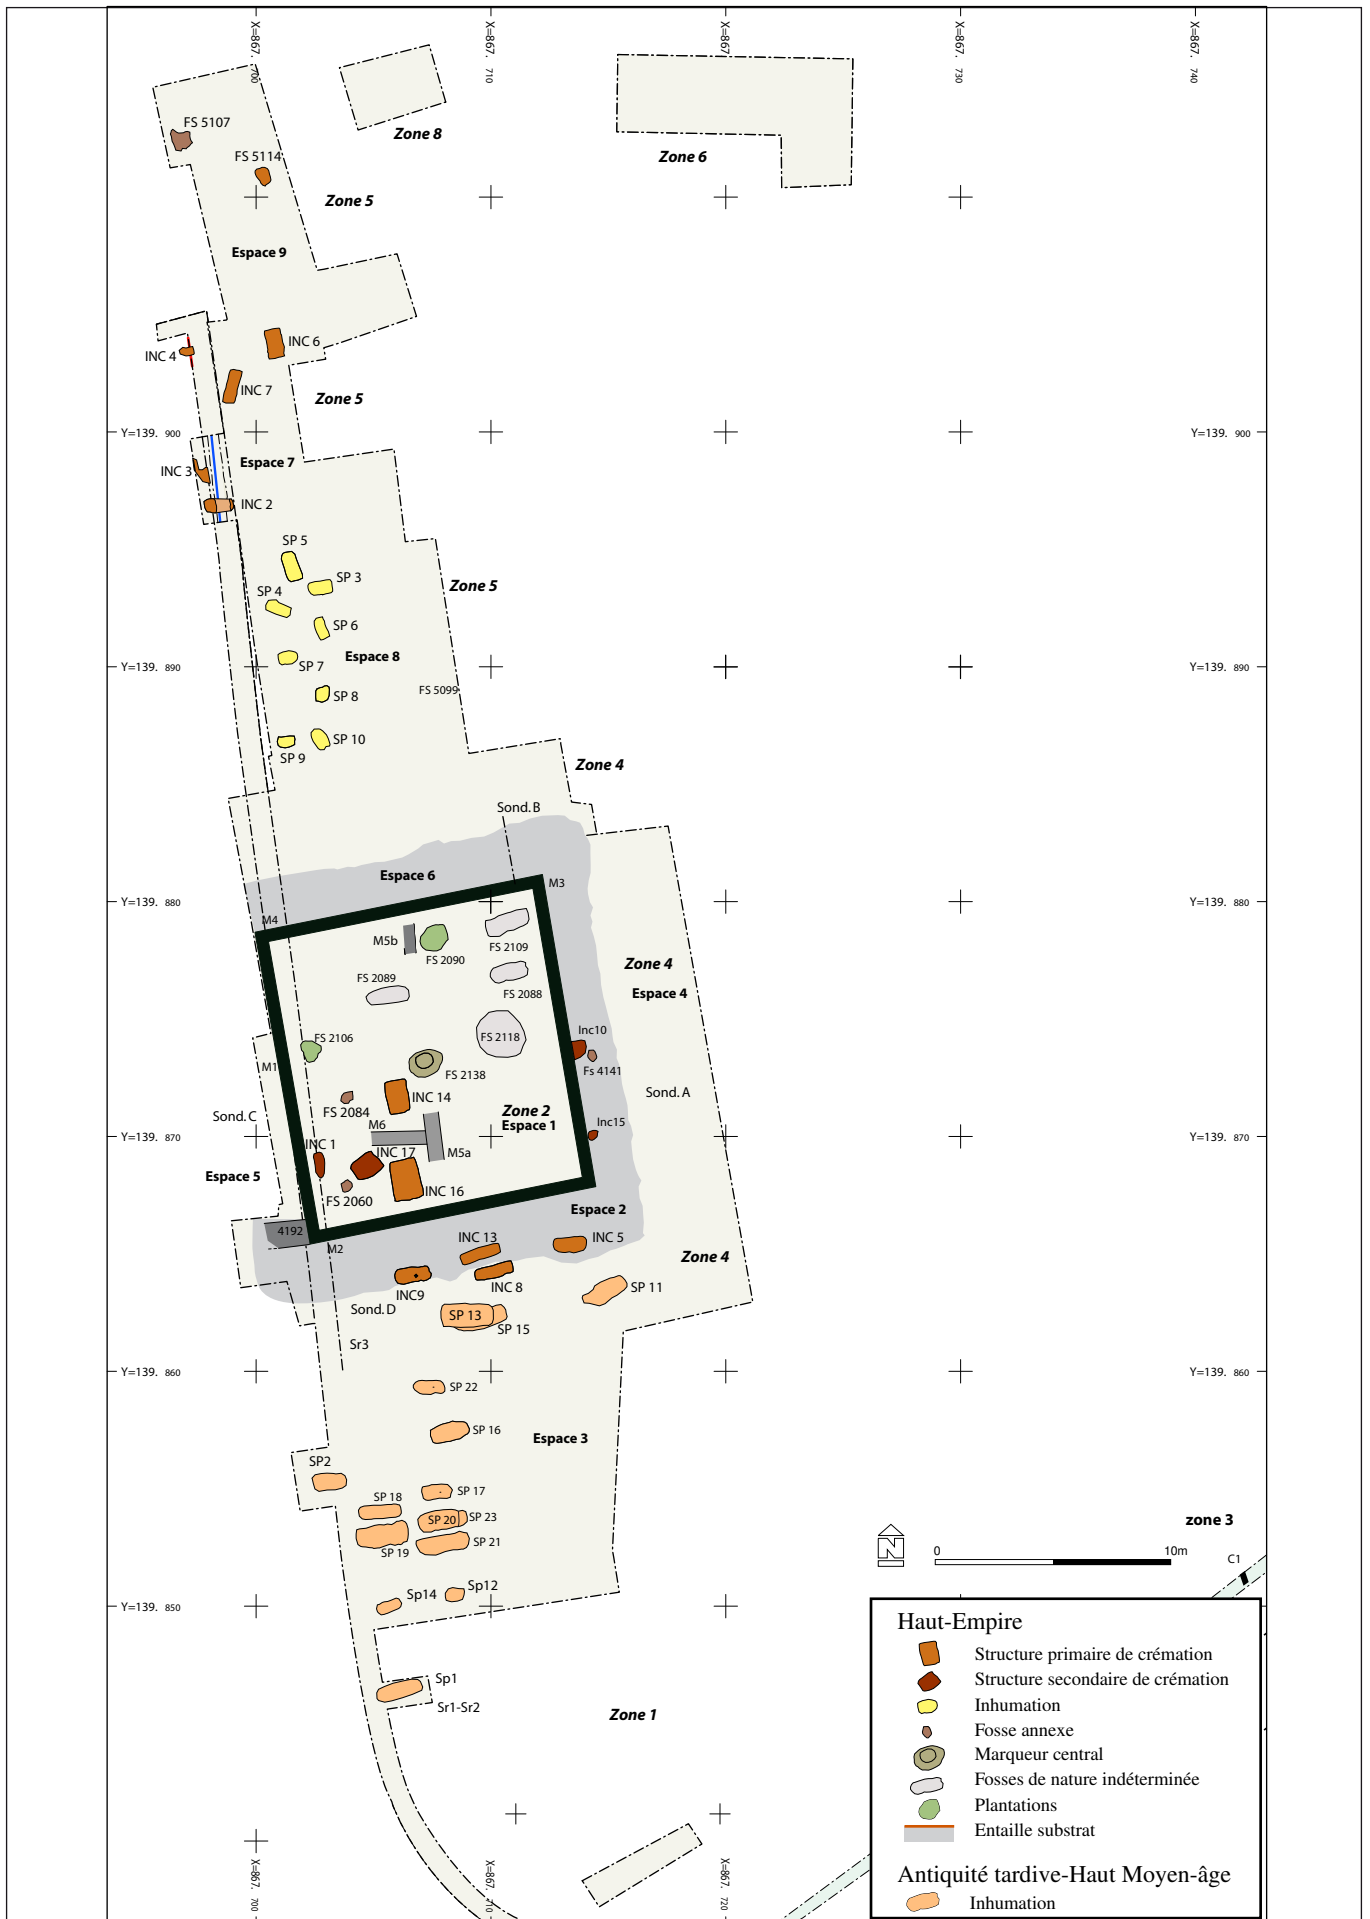 X=867. 700
X=867. 710
X=867.
X=867. 730
X=867. 740
FS 5107
Zone 8
FS 5114
Zone 6
Zone 5
Espace 9
INC 6
INC 4
INC 7
Zone 5
Y=139. 900
Y=139. 900
Espace 7
INC 3
INC 2
SP 5
SP 3
Zone 5
SP 4
SP 6
Espace 8
Y=139. 890
SP 7
Y=139. 890
FS 5099
SP 8
SP 10
SP 9
Zone 4
Sond. B
Espace 6
M3
Y=139. 880
Y=139. 880
M4
M5b
FS 2109
FS 2090
Zone 4
FS 2089
FS 2088
Espace 4
Inc10
FS 2106
FS 2118
M1
FS 2138
Fs 4141
Sond. A
INC 14
FS 2084
Zone 2
Sond. C
M6
Espace 1
Inc15
Y=139. 870
Y=139. 870
INC 1
INC 17
M5a
Espace 5
INC 16
FS 2060
Espace 2
4192
INC 13
INC 5
M2
Zone 4
INC 8
SP 11
INC9
Sond. D
SP 13
SP 15
Sr3
Y=139. 860
Y=139. 860
SP 22
SP 16
Espace 3
SP2
SP 17
SP 18
SP 20
SP 23
zone 3
SP 21
SP 19
0
10m
C1
Sp12
Sp14
Y=139. 850
Sp1
Sr1-Sr2
Zone 1
X=867. 700
X=867. 710
X=867. 720
Haut-Empire
Structure primaire de crémation
Structure secondaire de crémation
Inhumation
Fosse annexe
Marqueur central
Fosses de nature indéterminée
Plantations
Entaille substrat
Antiquité tardive-Haut Moyen-âge
Inhumation
N